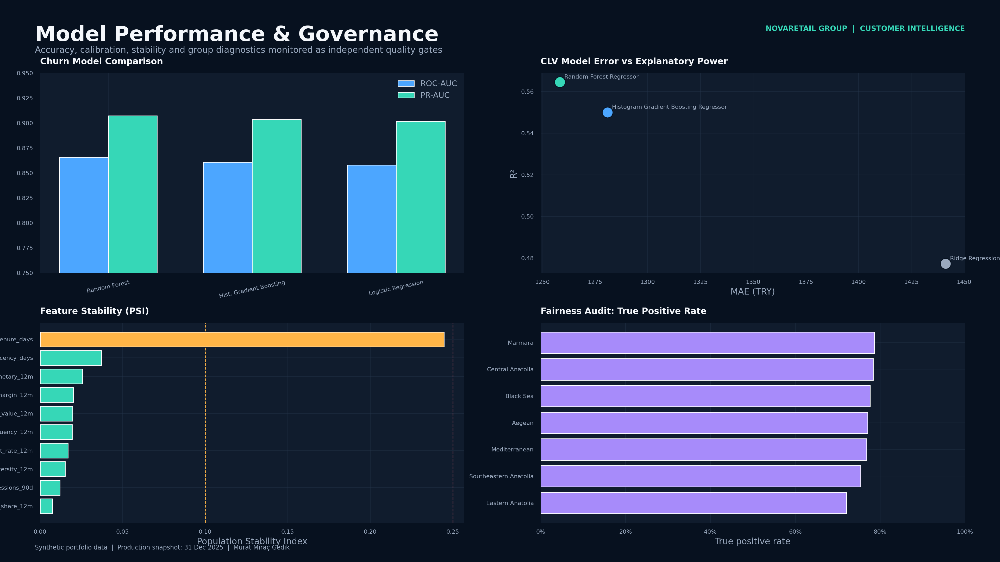 Model Performance & Governance
NOVARETAIL GROUP | CUSTOMER INTELLIGENCE
Accuracy, calibration, stability and group diagnostics monitored as independent quality gates
Churn Model Comparison
0.950
0.925
0.900
0.875
0.850
0.825
0.800
0.775
0.750
ROC-AUC
PR-AUC
Random Forest
Hist. Gradient Boosting
Logistic Regression
CLV Model Error vs Explanatory Power
R²
0.56
0.54
0.52
0.50
0.48
Random Forest Regressor
Histogram Gradient Boosting Regressor
Ridge Regression
1250 1275 1300 1325 1350 1375 1400 1425 1450
MAE (TRY)
Feature Stability (PSI)
enure_days
cency_days
netary_12m
margin_12m
_value_12m
uency_12m
t_rate_12m
versity_12m
essions_90d
_share_12m
0.00 0.05 0.10 0.15 0.20 0.25
Population Stability Index
Fairness Audit: True Positive Rate
Marmara
Central Anatolia
Black Sea
Aegean
Mediterranean
Southeastern Anatolia
Eastern Anatolia
0% 20% 40% 60% 80% 100%
True positive rate
Synthetic portfolio data | Production snapshot: 31 Dec 2025 | Murat Miraç Gedik